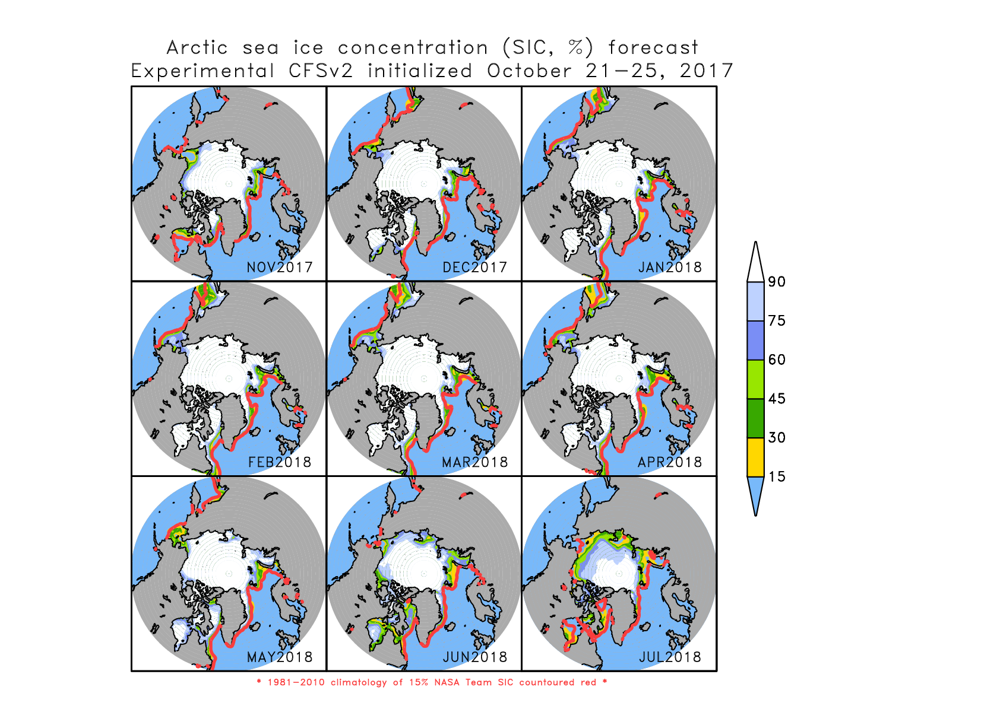 Arctic sea ice concentration (SIC, %) forecast
Experimental CFSv2 initialized October 21-25, 2017
NOV2017
DEC2017
JAN2018
FEB2018
MAR2018
APR2018
MAY2018
JUN2018
JUL2018
90
75
60
45
30
15
* 1981-2010 climatology of 15% NASA Team SIC countoured red *